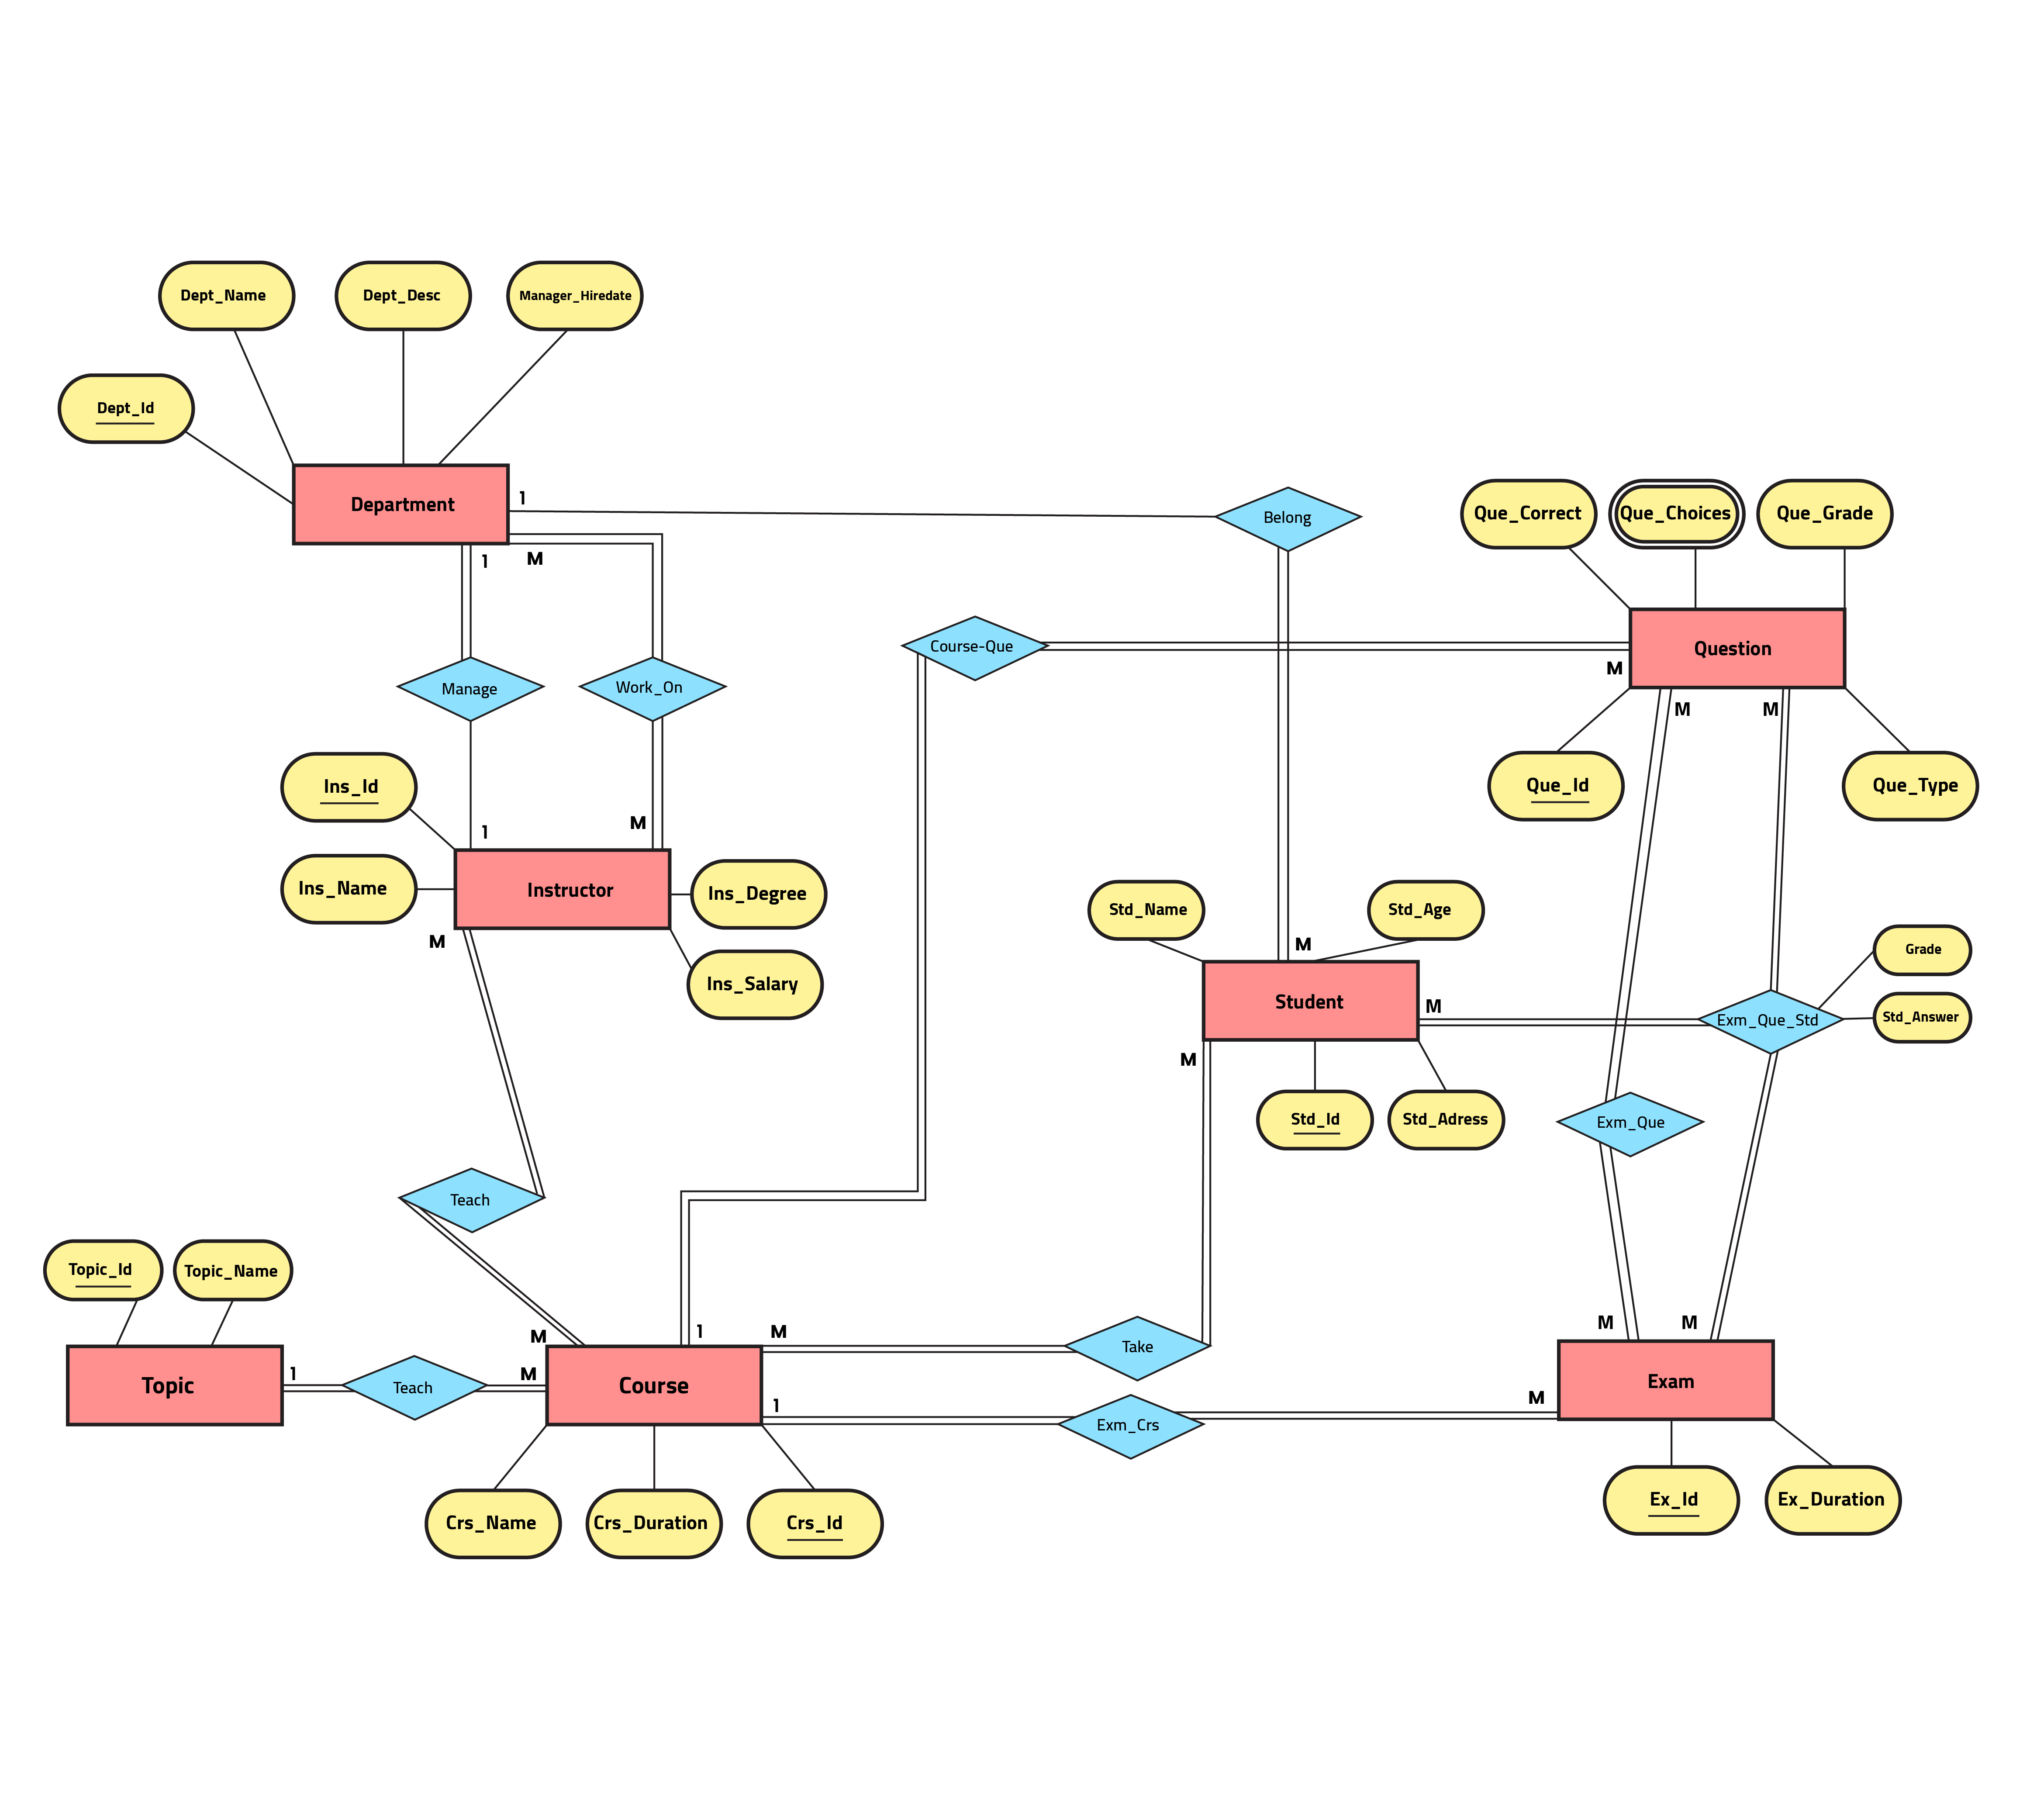 Dept_Name
Dept_Desc
Manager_Hiredate
Dept_Id
Department
1
1
M
Belong
Que_Correct
Que_Choices
Que_Grade
Question
M
M
M
Course-Que
Manage
Work_On
Que_Id
Que_Type
Ins_Id
1
M
Ins_Name
Instructor
Ins_Degree
M
Ins_Salary
Std_Name
Std_Age
M
Student
M
M
Grade
Exm_Que_Std
Std_Answer
Std_Id
Std_Adress
Exm_Que
Teach
Topic_Id
Topic_Name
M
1
M
Take
M
M
Topic
1
Teach
M
Course
1
Exm_Crs
M
Exam
Crs_Name
Crs_Duration
Crs_Id
Ex_Id
Ex_Duration